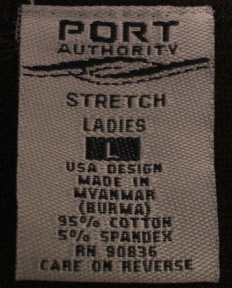 PORT
AUTHORITY
STRETCH
LADIES
L
USA DESIGN
MADE IN
MYANMAR
(BURMA)
95% COTTON
5% SPANDEX
RN 90836
CARE ON REVERSE